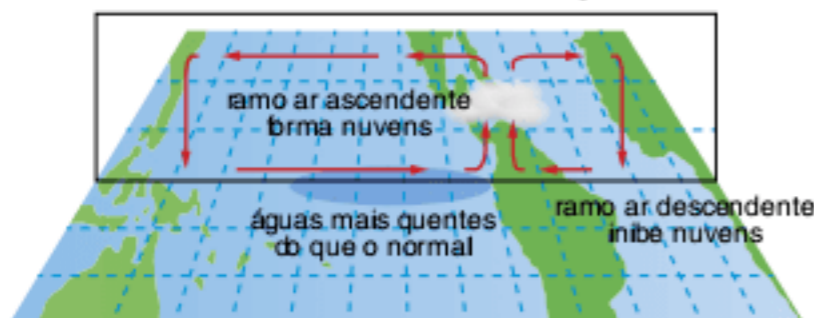 ramo ar ascendente
forma nuvens
águas mais quentes
do que o normal
ramo ar descendente
inibe nuvens